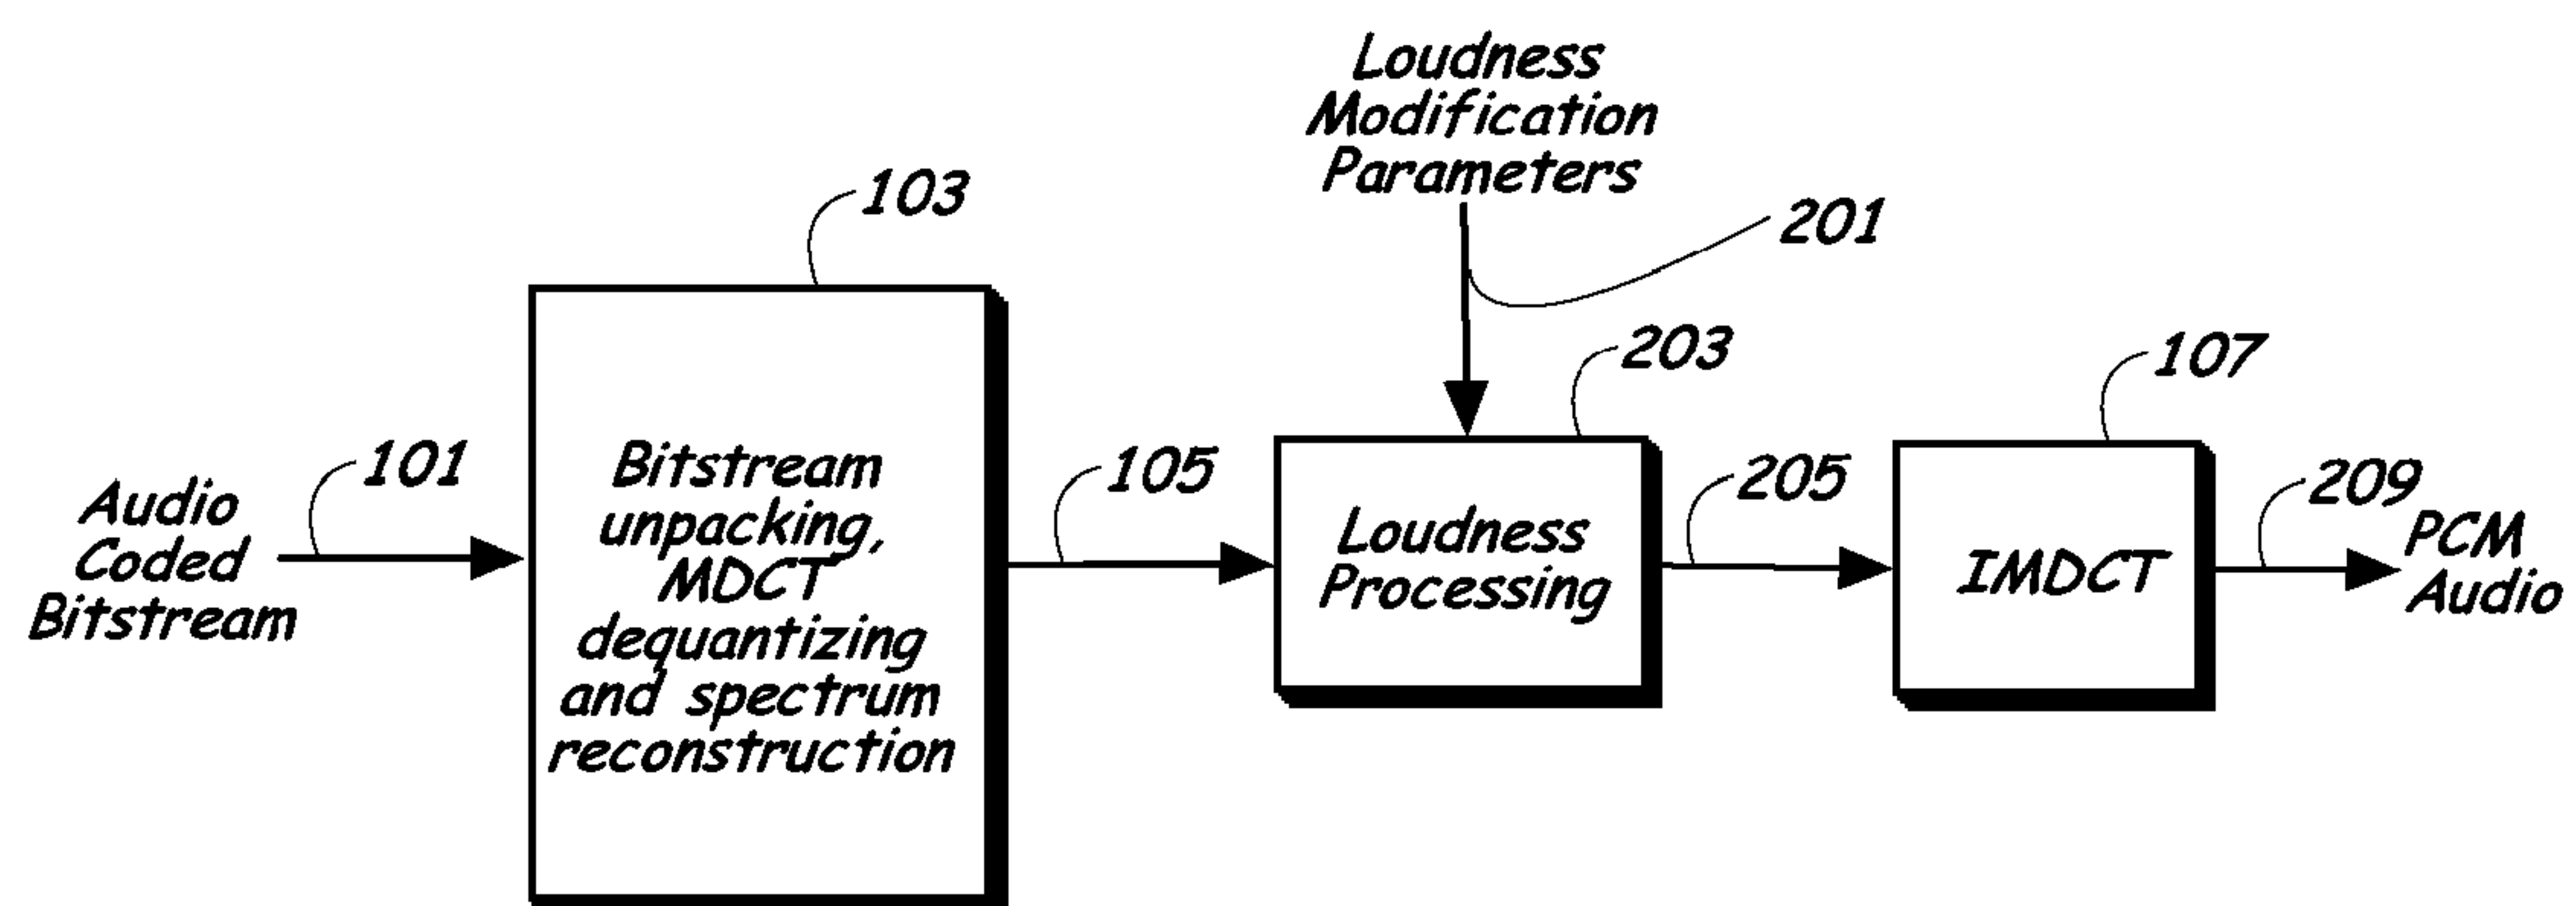 Loudness
Modification
Parameters
103
201
203
107
101
105
205
209
Audio
Coded
Bitstream
Bitstream
unpacking,
MDCT
dequantizing
and spectrum
reconstruction
Loudness
Processing
IMDCT
PCM
Audio